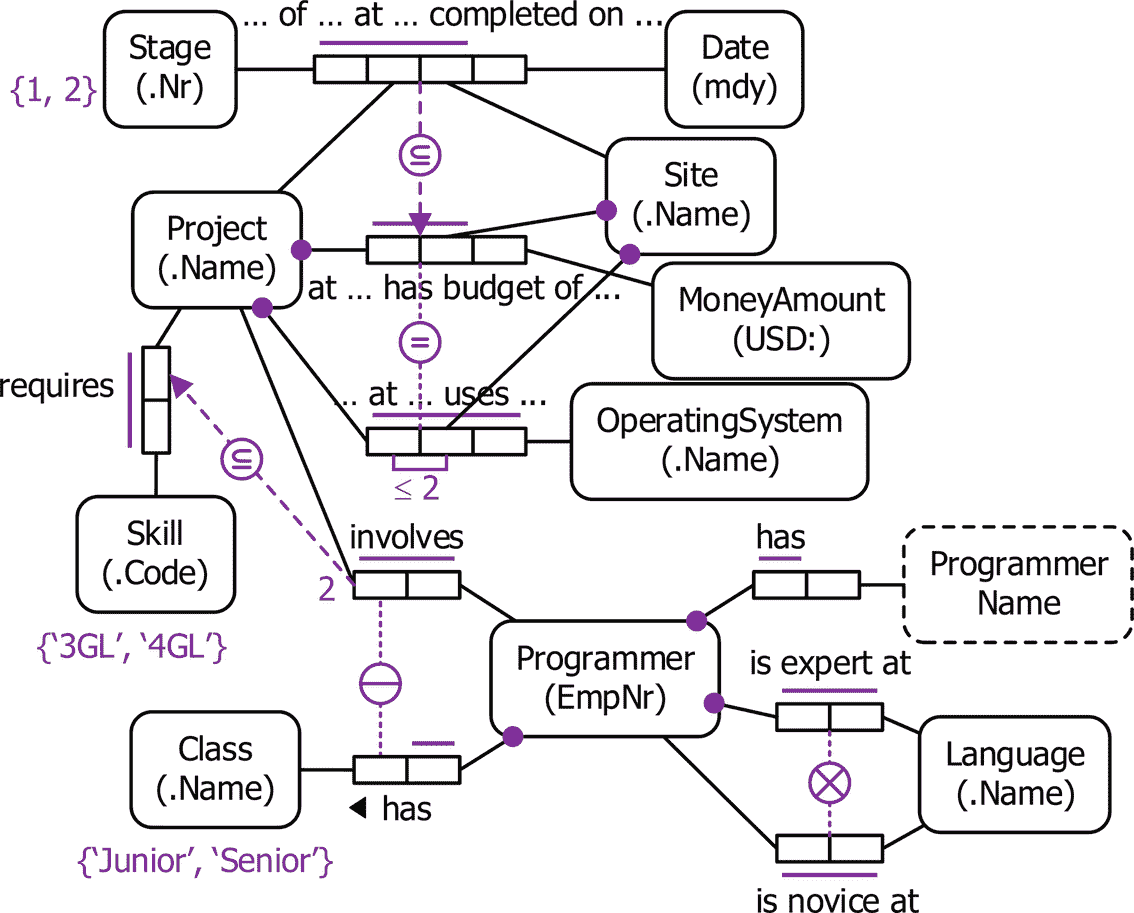 ... of ... at ... completed on ...
Stage
(.Nr)
{1, 2}
Date
(mdy)
⊆
Site
(.Name)
Project
(.Name)
at ... has budget of ...
MoneyAmount
(USD:)
=
requires
... at ... uses ...
OperatingSystem
(.Name)
≤ 2
⊆
Skill
(.Code)
{‘3GL’, ‘4GL’}
involves
2
has
Programmer
Name
Programmer
(EmpNr)
is expert at
Class
(.Name)
has
{‘Junior’, ‘Senior’}
Language
(.Name)
is novice at